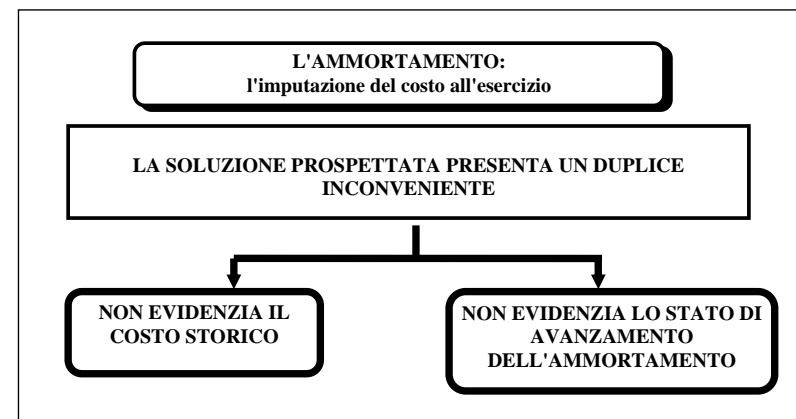 L'AMMORTAMENTO:
l'imputazione del costo all'esercizio
LA SOLUZIONE PROSPETTATA PRESENTA UN DUPLICE
INCONVENIENTE
NON EVIDENZIA IL
COSTO STORICO
NON EVIDENZIA LO STATO DI
AVANZAMENTO
DELL'AMMORTAMENTO